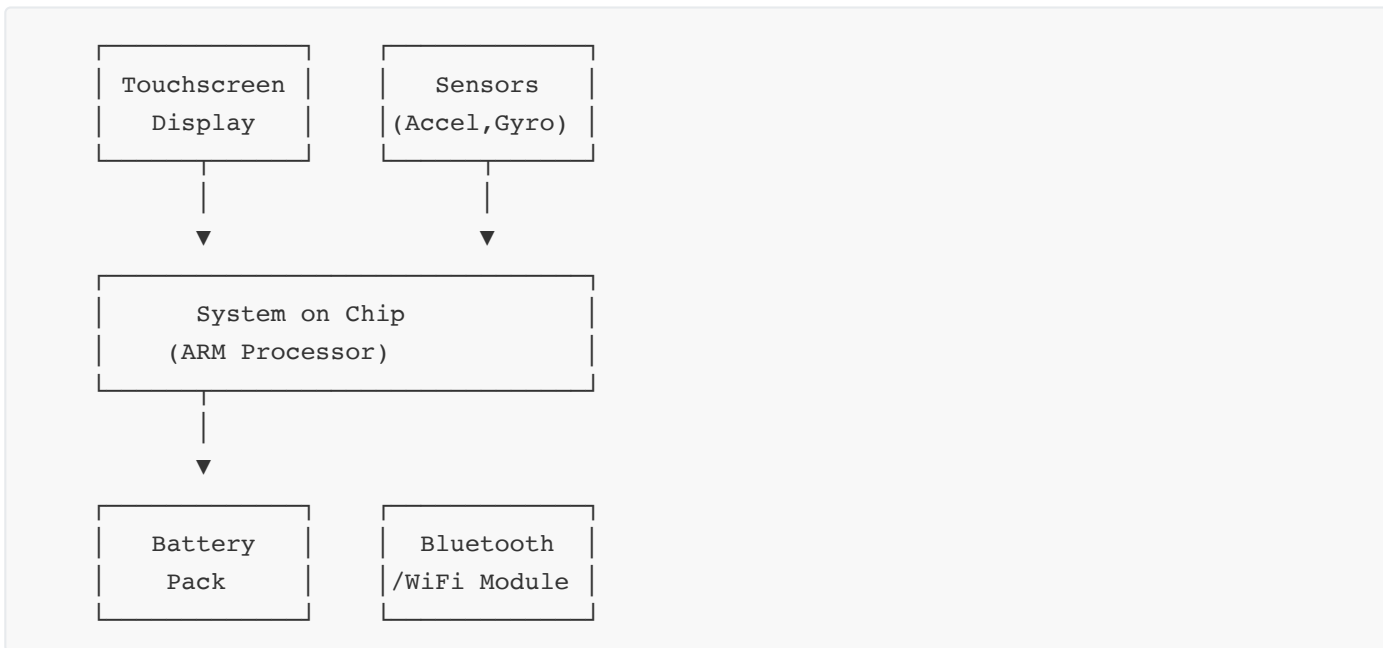 Touchscreen Sensors
Display (Accel,Gyro)
System on Chip
(ARM Processor)
Battery Bluetooth
Pack /WiFi Module